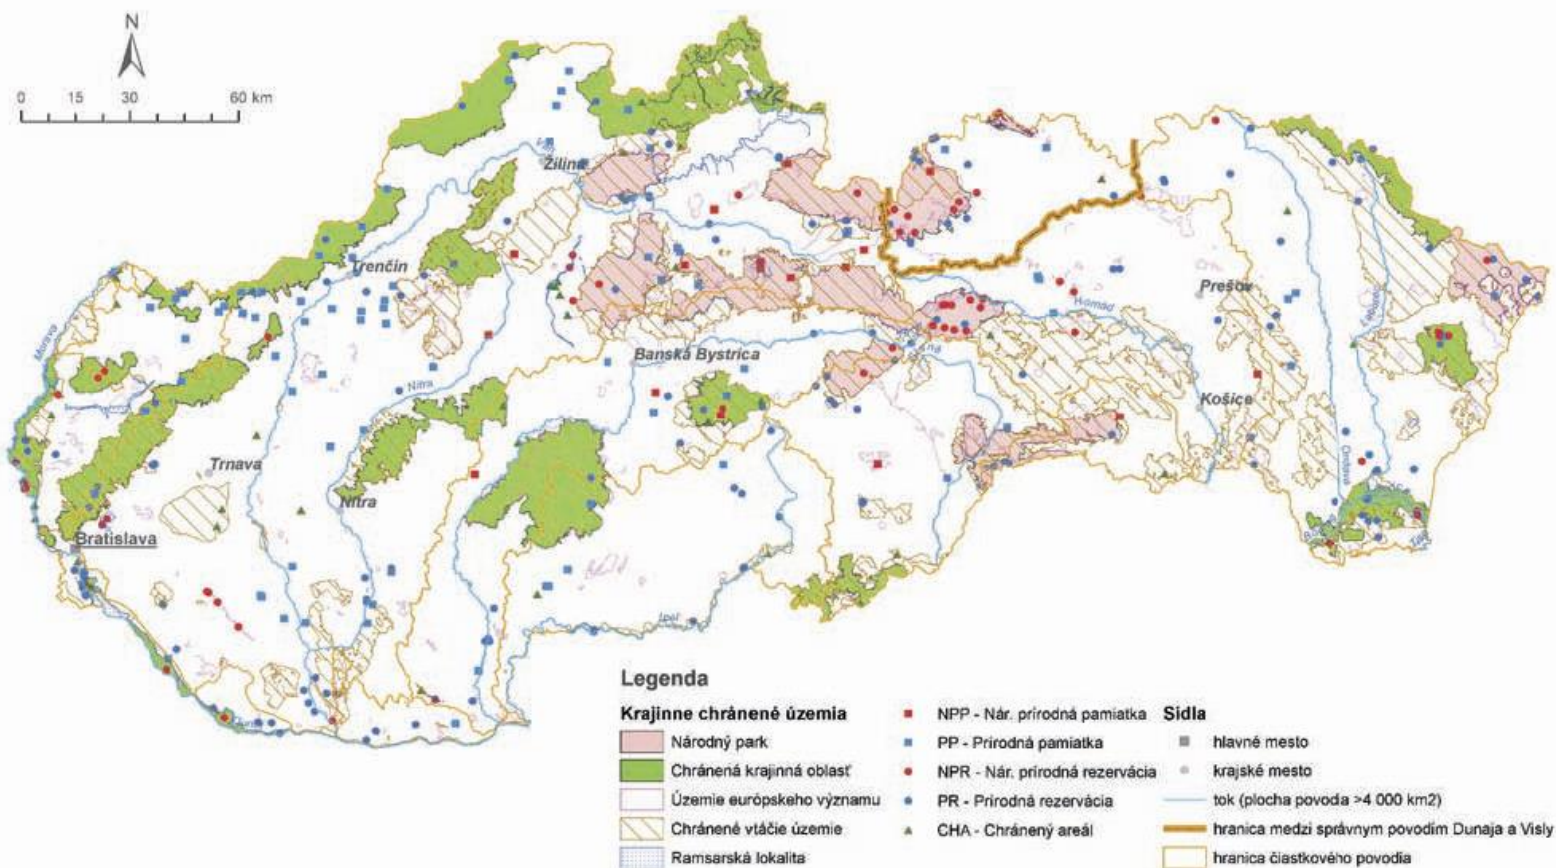 N
0 15 30 60 km
Žilina
Trenčín
Prešov
Morava
Hornád
Banská Bystrica
Nitra
Košice
Trnava
Ondava
Nitra
Bratislava
Ipeľ
Legenda
Krajinne chránené územia
Národný park
Chránená krajinná oblasť
Územie európskeho významu
Chránené vtáčie územie
Ramsarská lokalita
NPP - Nár. prírodná pamiatka
PP - Prírodná pamiatka
NPR - Nár. prírodná rezervácia
PR - Prírodná rezervácia
CHA - Chránený areál
Sídla
hlavné mesto
krajské mesto
tok (plocha povodia >4 000 km2)
hranica medzi správnym povodím Dunaja a Visly
hranica čiastkového povodia